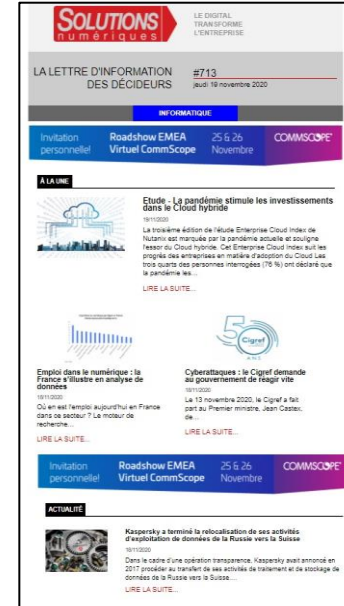 SOLUTIONS
numériques
LE DIGITAL
TRANSFORME
L'ENTREPRISE
LA LETTRE D'INFORMATION
DES DÉCIDEURS
#713
jeudi 19 novembre 2020
INFORMATIQUE
Invitation
personnelle!
Roadshow EMEA
Virtuel CommScope
25 & 26
Novembre
COMMSCOPE®
À LA UNE
Etude - La pandémie stimule les investissements
dans le Cloud hybride
18/11/2020
La troisième édition de l'étude Enterprise Cloud Index de
Nutanix est marquée par la pandémie actuelle et souligne
l'essor du Cloud hybride. Cet Enterprise Cloud Index suit les
progrès des entreprises en matière d'adoption du Cloud Les
trois quarts des personnes interrogées (76 %) ont déclaré que
la pandémie les...
LIRE LA SUITE...
Emploi dans le numérique : la
France s'illustre en analyse de
données
18/11/2020
Où en est l'emploi aujourd'hui en France
dans ce secteur ? Le moteur de
recherche...
LIRE LA SUITE...
Cigref
ANS
Cyberattaques : le Cigref demande
au gouvernement de réagir vite
18/11/2020
Le 13 novembre 2020, le Cigref a fait
part au Premier ministre, Jean Castex,
de...
LIRE LA SUITE...
Invitation
personnelle!
Roadshow EMEA
Virtuel CommScope
25 & 26
Novembre
COMMSCOPE®
ACTUALITÉ
Kaspersky a terminé la relocalisation de ses activités
d'exploitation de données de la Russie vers la Suisse
18/11/2020
Dans le cadre d'une opération transparence, Kaspersky avait annoncé en
2017 procéder au transfert de ses activités de traitement et de stockage de
données de la Russie vers la Suisse....
LIRE LA SUITE...